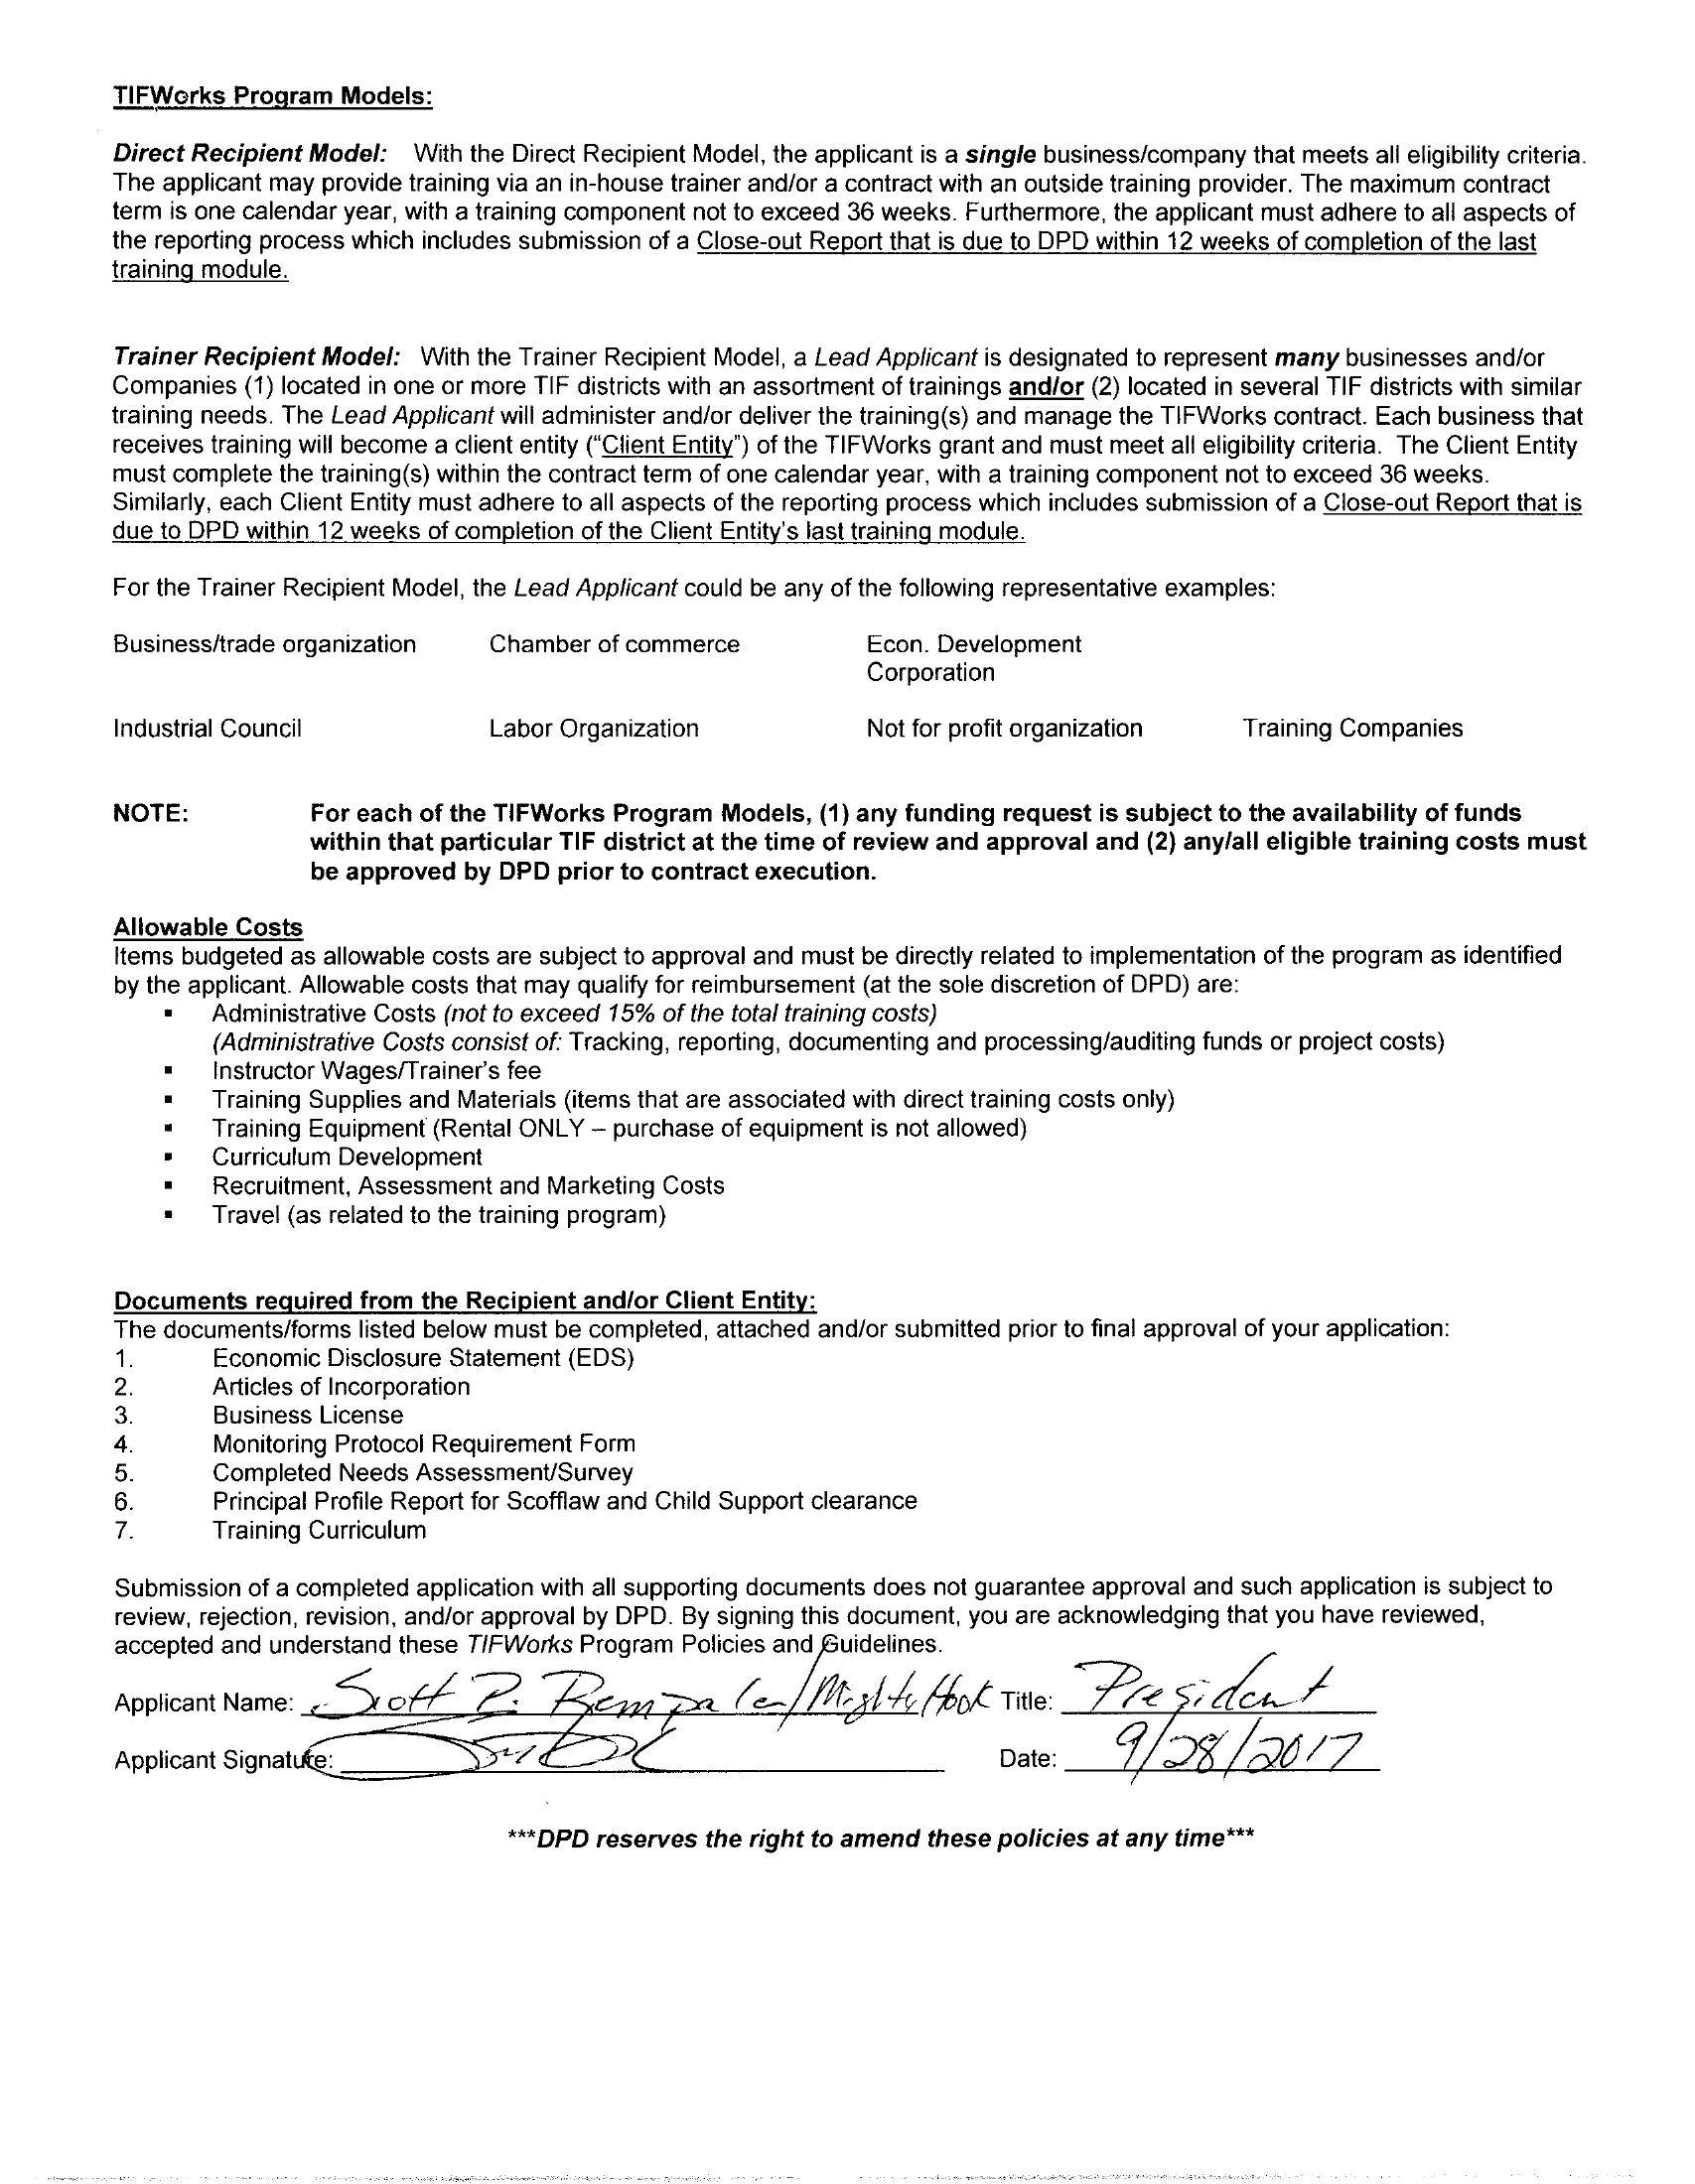 TIFWorks Program Models:
Direct Recipient Model: With the Direct Recipient Model, the applicant is a single business/company that meets all eligibility criteria.
The applicant may provide training via an in-house trainer and/or a contract with an outside training provider. The maximum contract
term is one calendar year, with a training component not to exceed 36 weeks. Furthermore, the applicant must adhere to all aspects of
the reporting process which includes submission of a Close-out Report that is due to DPD within 12 weeks of completion of the last
training module.
Trainer Recipient Model: With the Trainer Recipient Model, a Lead Applicant is designated to represent many businesses and/or
Companies (1) located in one or more TIF districts with an assortment of trainings and/or (2) located in several TIF districts with similar
training needs. The Lead Applicant will administer and/or deliver the training(s) and manage the TIFWorks contract. Each business that
receives training will become a client entity ("Client Entity") of the TIFWorks grant and must meet all eligibility criteria. The Client Entity
must complete the training(s) within the contract term of one calendar year, with a training component not to exceed 36 weeks.
Similarly, each Client Entity must adhere to all aspects of the reporting process which includes submission of a Close-out Report that is
due to DPD within 12 weeks of completion of the Client Entity's last training module.
For the Trainer Recipient Model, the Lead Applicant could be any of the following representative examples:
Business/trade organization Chamber of commerce Econ. Development
Corporation
Industrial Council Labor Organization Not for profit organization Training Companies
NOTE: For each of the TIFWorks Program Models, (1) any funding request is subject to the availability of funds
within that particular TIF district at the time of review and approval and (2) any/all eligible training costs must
be approved by DPD prior to contract execution.
Allowable Costs
Items budgeted as allowable costs are subject to approval and must be directly related to implementation of the program as identified
by the applicant. Allowable costs that may qualify for reimbursement (at the sole discretion of DPD) are:
▪ Administrative Costs (not to exceed 15% of the total training costs)
(Administrative Costs consist of: Tracking, reporting, documenting and processing/auditing funds or project costs)
▪ Instructor Wages/Trainer's fee
▪ Training Supplies and Materials (items that are associated with direct training costs only)
▪ Training Equipment (Rental ONLY – purchase of equipment is not allowed)
▪ Curriculum Development
▪ Recruitment, Assessment and Marketing Costs
▪ Travel (as related to the training program)
Documents required from the Recipient and/or Client Entity:
The documents/forms listed below must be completed, attached and/or submitted prior to final approval of your application:
1. Economic Disclosure Statement (EDS)
2. Articles of Incorporation
3. Business License
4. Monitoring Protocol Requirement Form
5. Completed Needs Assessment/Survey
6. Principal Profile Report for Scofflaw and Child Support clearance
7. Training Curriculum
Submission of a completed application with all supporting documents does not guarantee approval and such application is subject to
review, rejection, revision, and/or approval by DPD. By signing this document, you are acknowledging that you have reviewed,
accepted and understand these TIFWorks Program Policies and Guidelines.
Applicant Name: Scott P. Rempala/Mighty Hook Title: President
Applicant Signature: Date: 9/28/2017
***DPD reserves the right to amend these policies at any time***